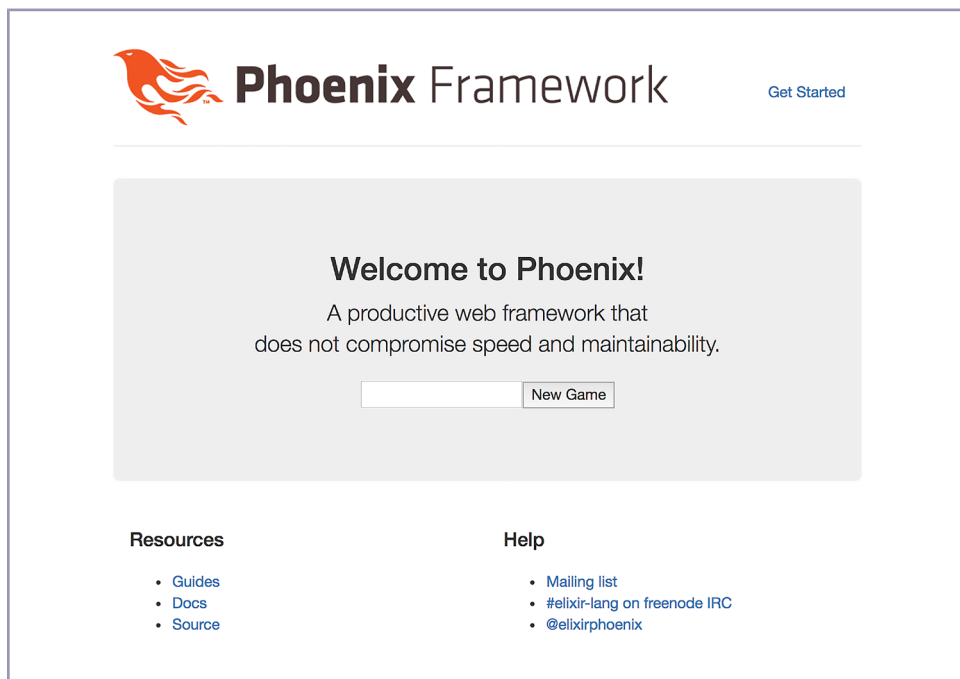 Phoenix Framework
Get Started
Welcome to Phoenix!
A productive web framework that
does not compromise speed and maintainability.
New Game
Resources
Guides
Docs
Source
Help
Mailing list
#elixir-lang on freenode IRC
@elixirphoenix